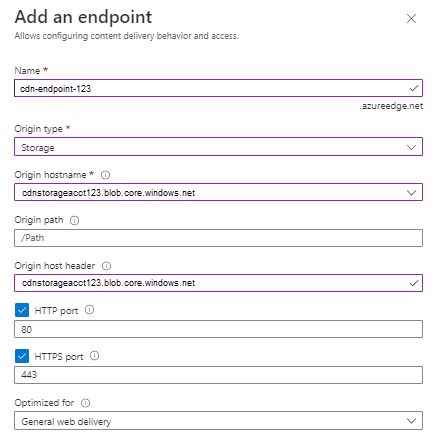 Add an endpoint
Allows configuring content delivery behavior and access.
Name *
cdn-endpoint-123
.azureedge.net
Origin type *
Storage
Origin hostname *
cdnstorageacct123.blob.core.windows.net
Origin path
/Path
Origin host header
cdnstorageacct123.blob.core.windows.net
HTTP port
80
HTTPS port
443
Optimized for
General web delivery